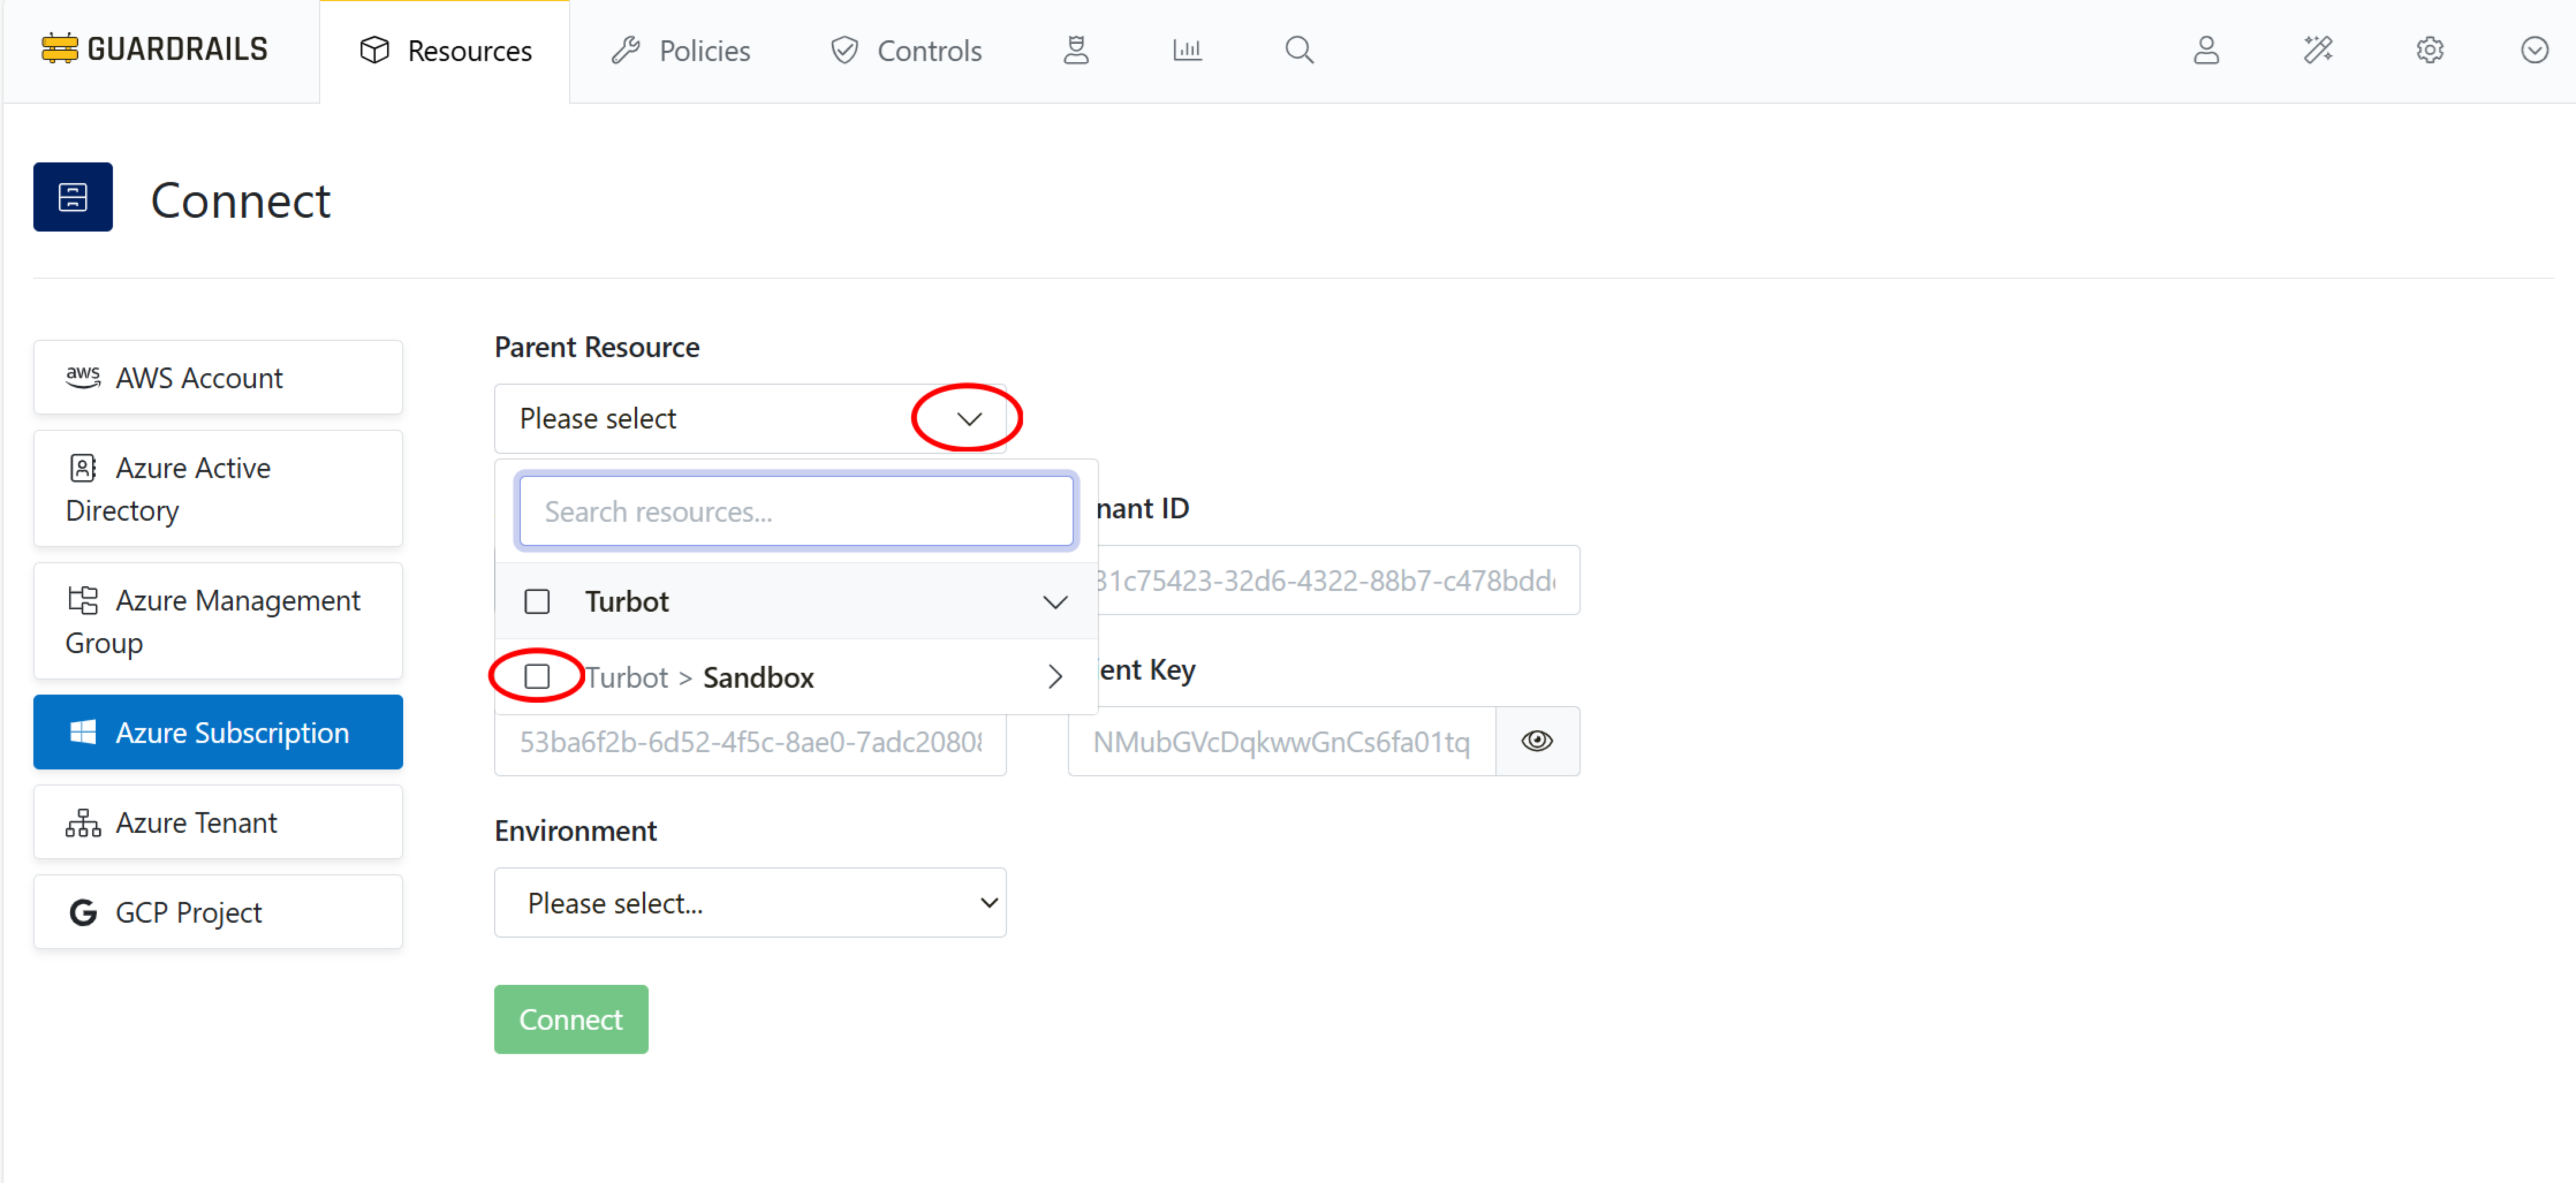 GUARDRAILS
Resources
Policies
Controls
Connect
aws AWS Account
Azure Active
Directory
Azure Management
Group
Azure Subscription
Azure Tenant
GCP Project
Parent Resource
Please select
Search resources...
Turbot
Turbot > Sandbox
nant ID
31c75423-32d6-4322-88b7-c478bdd
ent Key
53ba6f2b-6d52-4f5c-8ae0-7adc2080
NMubGVcDqkwwGnCs6fa01tq
Environment
Please select...
Connect